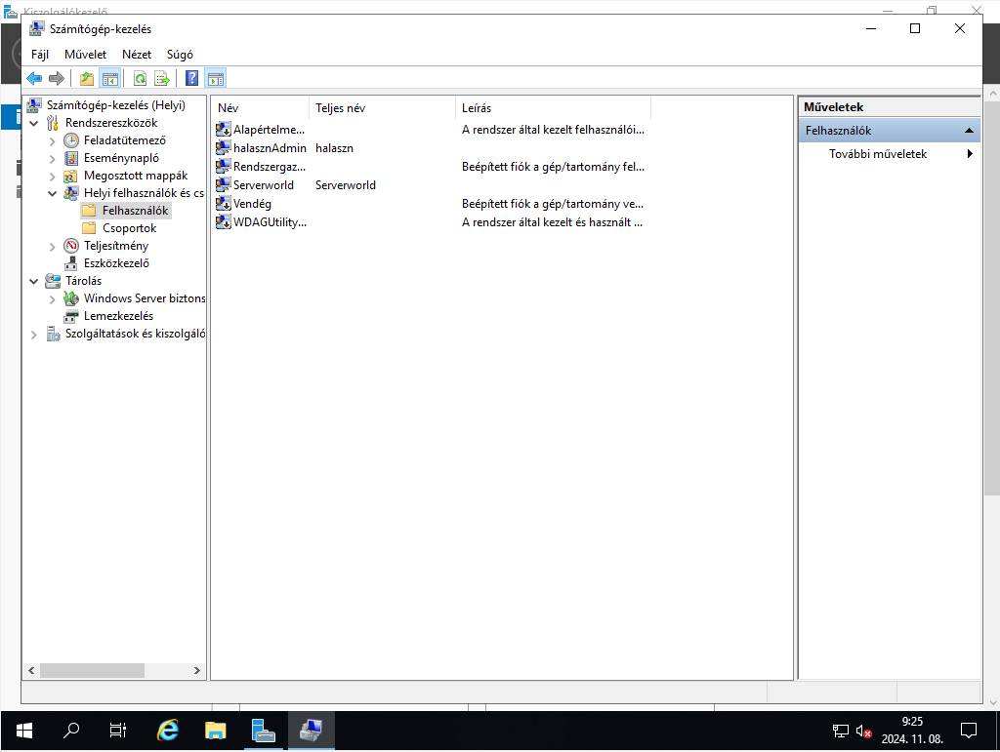 Kiszolgálókezelő
Számítógép-kezelés
Fájl Művelet Nézet Súgó
Számítógép-kezelés (Helyi)
Rendszereszközök
Feladatütemező
Eseménynapló
Megosztott mappák
Helyi felhasználók és cs
Felhasználók
Csoportok
Teljesítmény
Eszközkezelő
Tárolás
Windows Server biztons
Lemezkezelés
Szolgáltatások és kiszolgáló
Név Teljes név Leírás
Alapértelme... A rendszer által kezelt felhasználói...
halasznAdmin halaszn
Rendszergaz... Beépített fiók a gép/tartomány fel...
Serverworld Serverworld
Vendég Beépített fiók a gép/tartomány ve...
WDAGUtility... A rendszer által kezelt és használt ...
Műveletek
Felhasználók
További műveletek
9:25
2024. 11. 08.